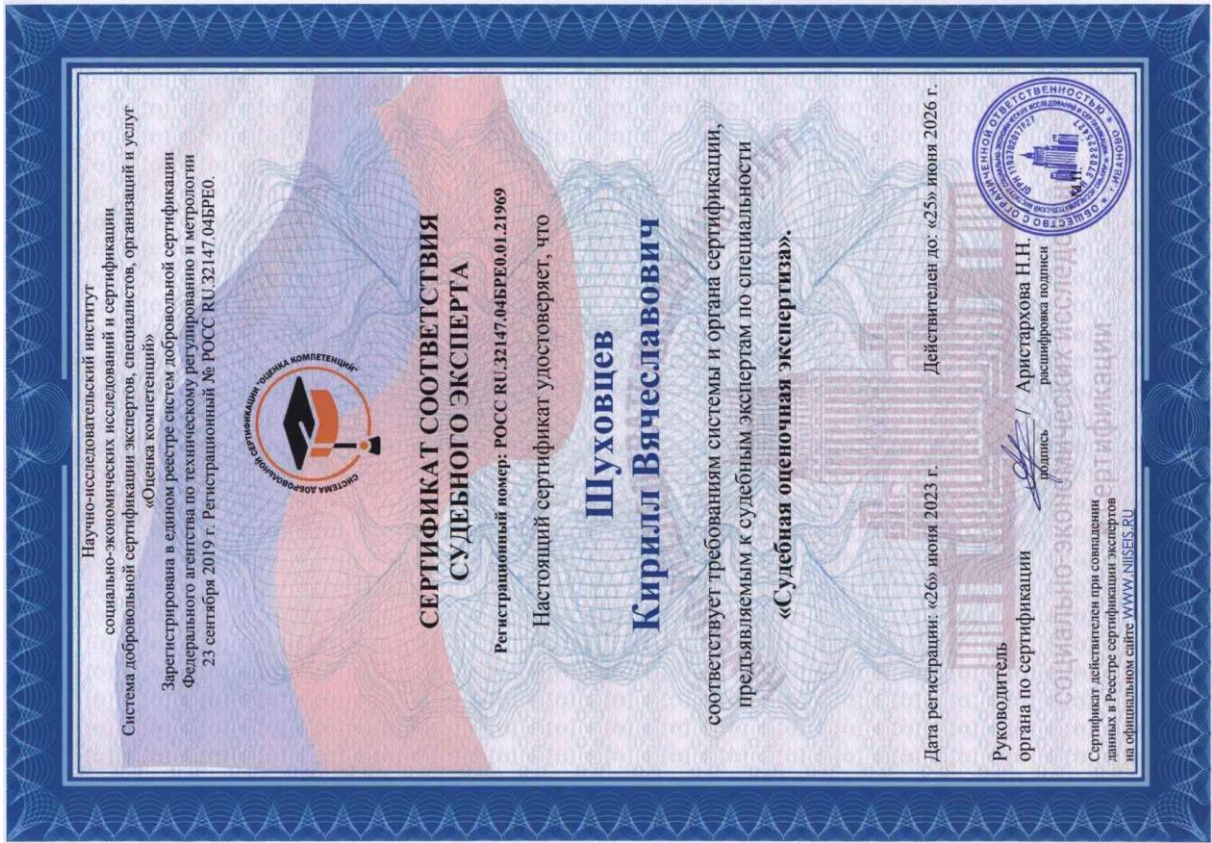 Научно-исследовательский институт
социально-экономических исследований и сертификации
Система добровольной сертификации экспертов, специалистов, организаций и услуг
«Оценка компетенций»
Зарегистрирована в едином реестре систем добровольной сертификации
Федерального агентства по техническому регулированию и метрологии
23 сентября 2019 г. Регистрационный № РОСС RU.32147.04БРЕ0.
СИСТЕМА ДОБРОВОЛЬНОЙ СЕРТИФИКАЦИИ "ОЦЕНКА КОМПЕТЕНЦИЙ"
СЕРТИФИКАТ СООТВЕТСТВИЯ
СУДЕБНОГО ЭКСПЕРТА
Регистрационный номер: РОСС RU.32147.04БРЕ0.01.21969
Настоящий сертификат удостоверяет, что
Шуховцев
Кирилл Вячеславович
соответствует требованиям системы и органа сертификации,
предъявляемым к судебным экспертам по специальности
«Судебная оценочная экспертиза».
Дата регистрации: «26» июня 2023 г. Действителен до: «25» июня 2026 г.
Руководитель
органа по сертификации / Аристархова Н.Н.
подпись расшифровка подписи
М.П.
ОБЩЕСТВО С ОГРАНИЧЕННОЙ ОТВЕТСТВЕННОСТЬЮ * г. ИВАНОВО *
социально-экономических исследований
сертификации
Сертификат действителен при совпадении
данных в Реестре сертификации экспертов
на официальном сайте WWW.NIISEIS.RU